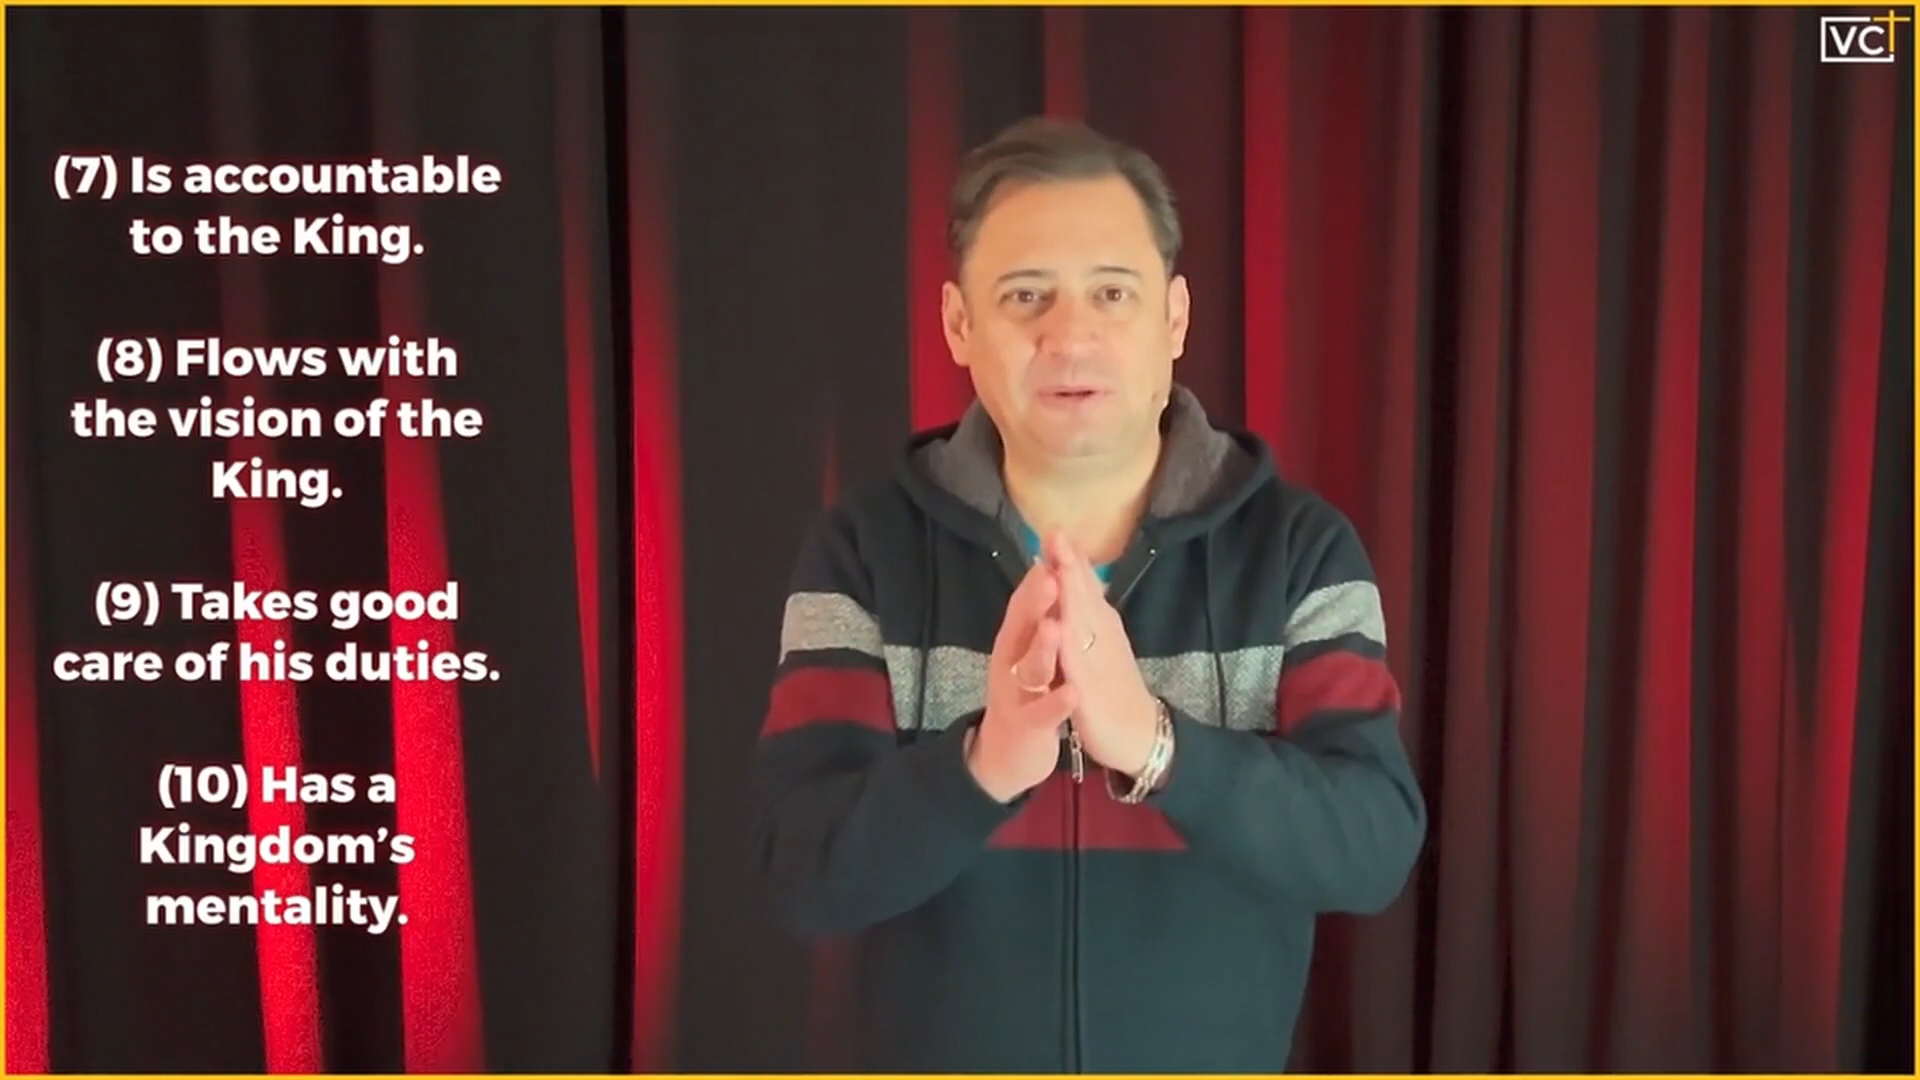 VC
(7) Is accountable
to the King.
(8) Flows with
the vision of the
King.
(9) Takes good
care of his duties.
(10) Has a
Kingdom’s
mentality.